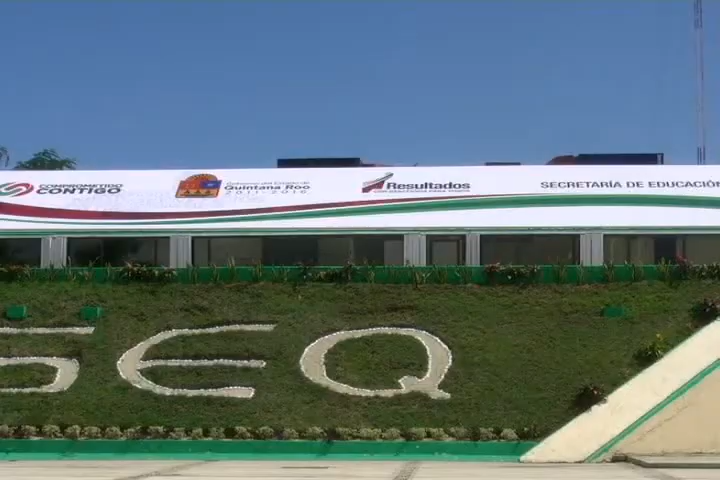 COMPROMETIDO
CONTIGO
Gobierno del Estado de
Quintana Roo
2011-2016
Resultados
SECRETARÍA DE EDUCACIÓN
SEQ